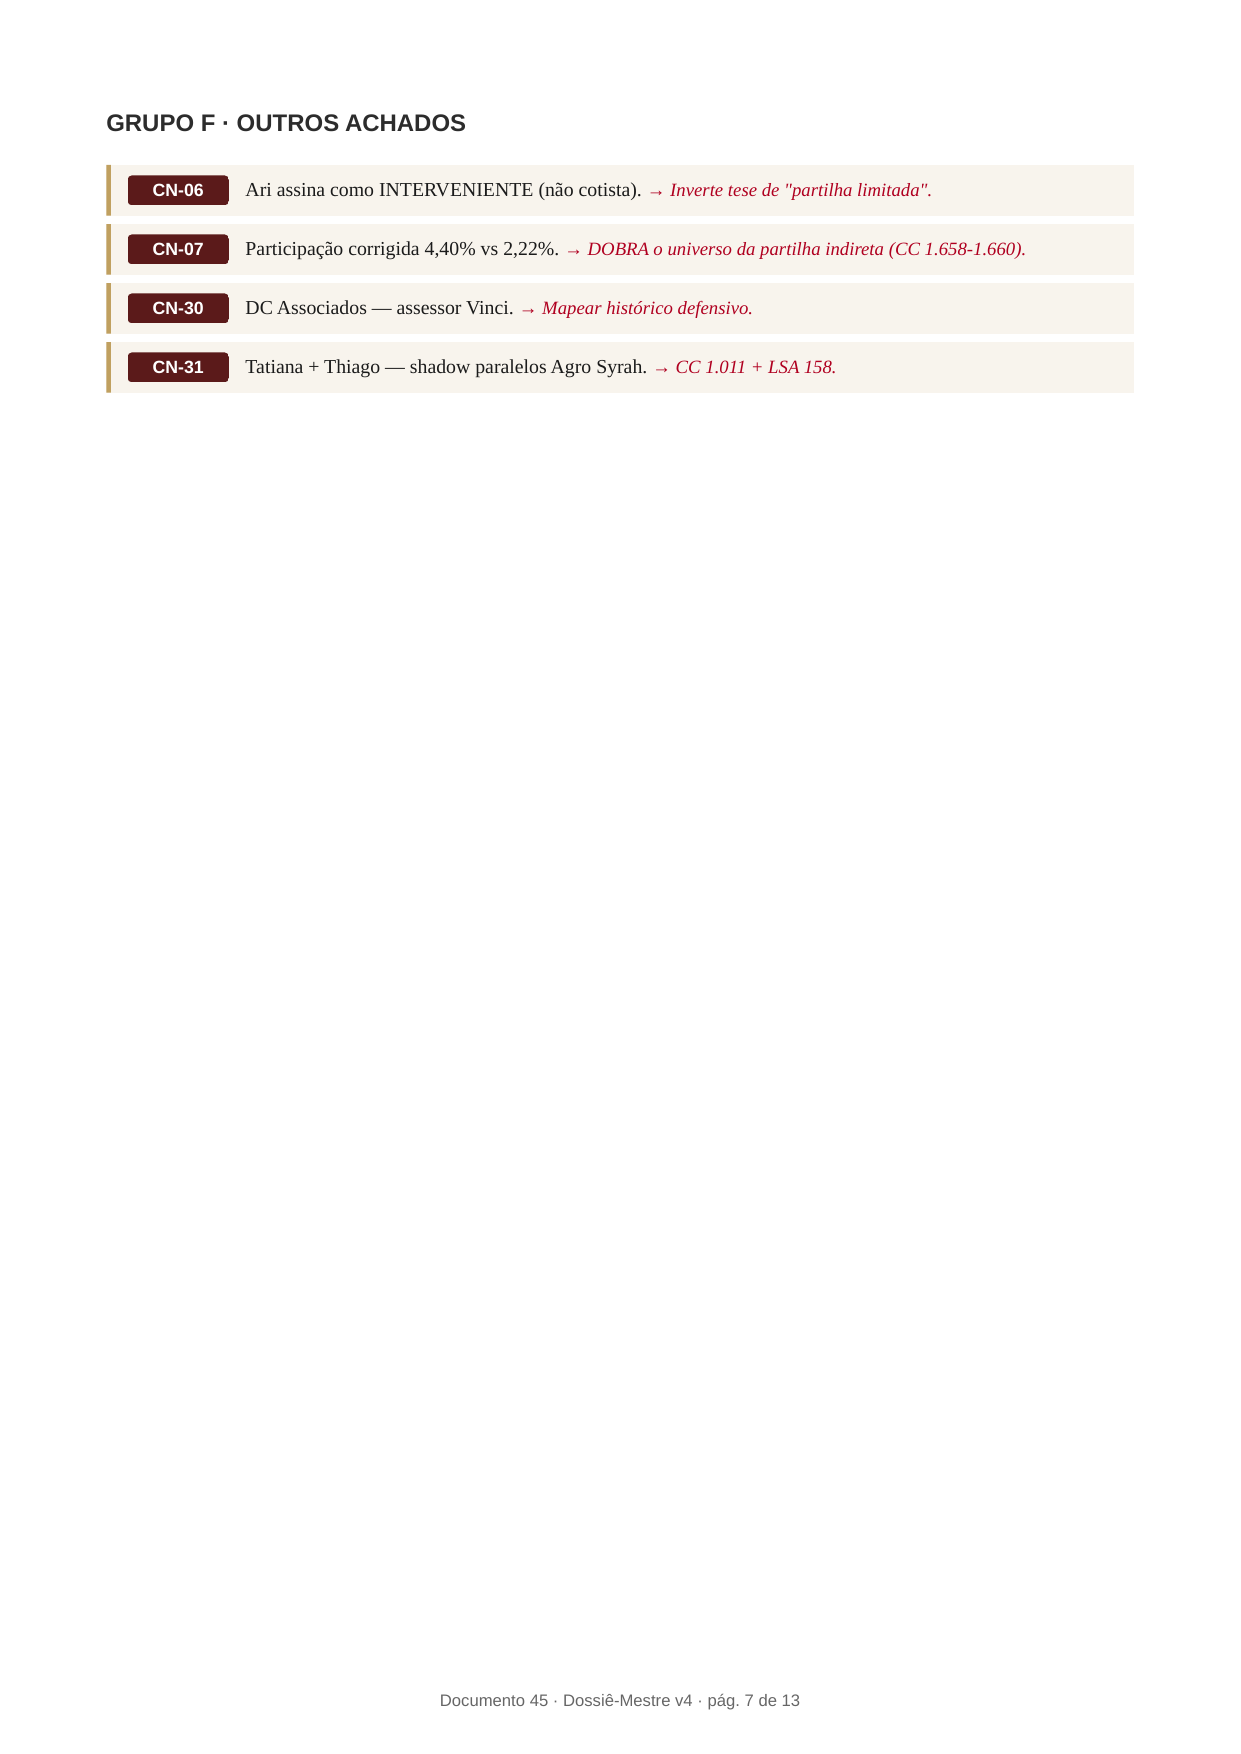 GRUPO F · OUTROS ACHADOS
CN-06 Ari assina como INTERVENIENTE (não cotista). → Inverte tese de "partilha limitada".
CN-07 Participação corrigida 4,40% vs 2,22%. → DOBRA o universo da partilha indireta (CC 1.658-1.660).
CN-30 DC Associados — assessor Vinci. → Mapear histórico defensivo.
CN-31 Tatiana + Thiago — shadow paralelos Agro Syrah. → CC 1.011 + LSA 158.
Documento 45 · Dossiê-Mestre v4 · pág. 7 de 13